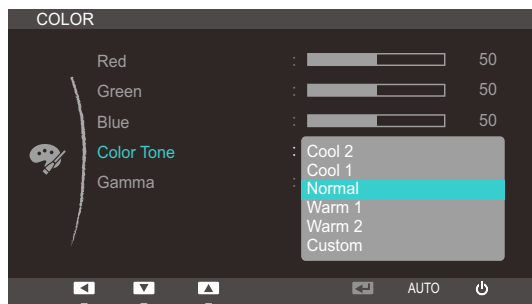 COLOR
Red : 50
Green : 50
Blue : 50
Color Tone : Cool 2
Cool 1
Gamma : Normal
Warm 1
Warm 2
Custom
AUTO